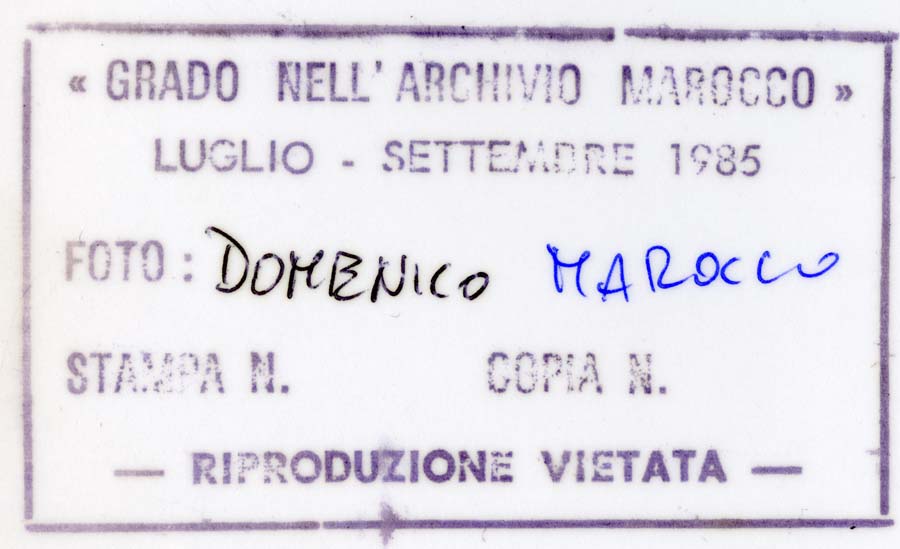 « GRADO NELL'ARCHIVIO MAROCCO »
LUGLIO - SETTEMBRE 1985
FOTO : DOMENICO MAROCCO
STAMPA N. COPIA N.
— RIPRODUZIONE VIETATA —